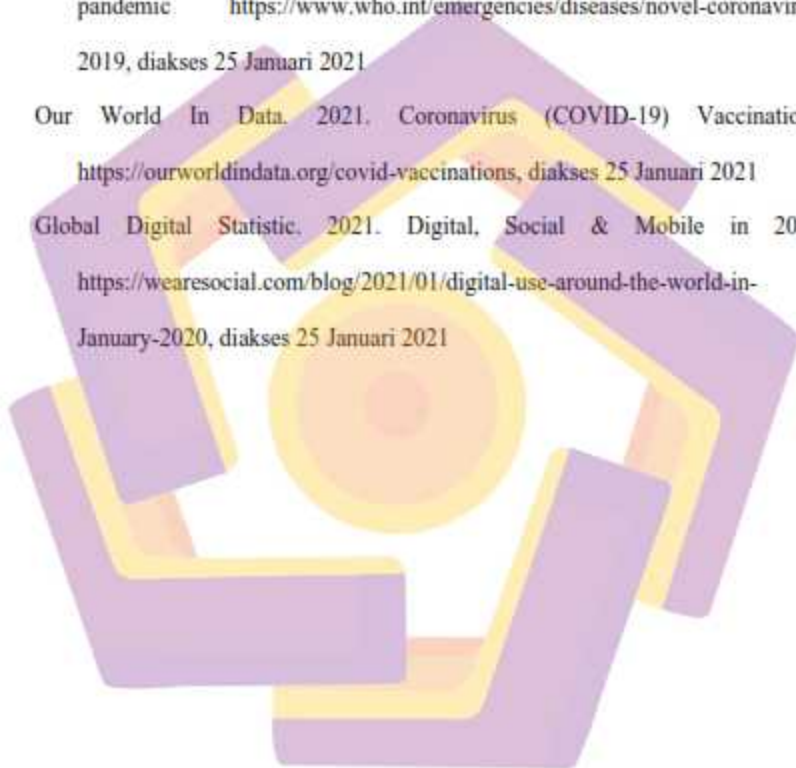 pandemic https://www.who.int/emergencies/diseases/novel-coronavir
2019, diakses 25 Januari 2021
Our World In Data. 2021. Coronavirus (COVID-19) Vaccinatio
https://ourworldindata.org/covid-vaccinations, diakses 25 Januari 2021
Global Digital Statistic. 2021. Digital, Social & Mobile in 20
https://wearesocial.com/blog/2021/01/digital-use-around-the-world-in-
January-2020, diakses 25 Januari 2021